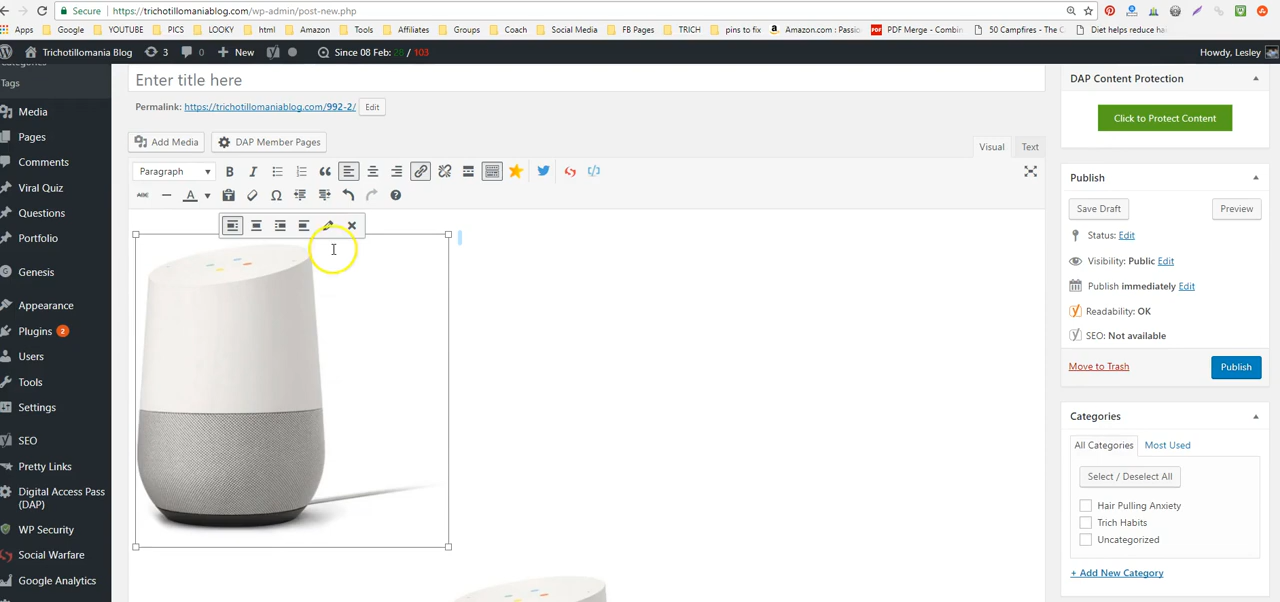 Secure https://trichotillomaniablog.com/wp-admin/post-new.php
Apps Google YOUTUBE PICS LOOKY html Amazon Tools Affiliates Groups Coach Social Media FB Pages TRICH pins to fix Amazon.com : Passio PDF Merge - Combin 50 Campfires - The C Diet helps reduce ha
Trichotillomania Blog 3 0 New Since 08 Feb: 28 / 103 Howdy, Lesley
Categories
Tags
Media
Pages
Comments
Viral Quiz
Questions
Portfolio
Genesis
Appearance
Plugins 2
Users
Tools
Settings
SEO
Pretty Links
Digital Access Pass
(DAP)
WP Security
Social Warfare
Google Analytics
Enter title here
Permalink: https://trichotillomaniablog.com/992-2/ Edit
Add Media DAP Member Pages
Visual Text
Paragraph B I
ABC A Ω
DAP Content Protection
Click to Protect Content
Publish
Save Draft Preview
Status: Edit
Visibility: Public Edit
Publish immediately Edit
Readability: OK
SEO: Not available
Move to Trash Publish
Categories
All Categories Most Used
Select / Deselect All
Hair Pulling Anxiety
Trich Habits
Uncategorized
+ Add New Category